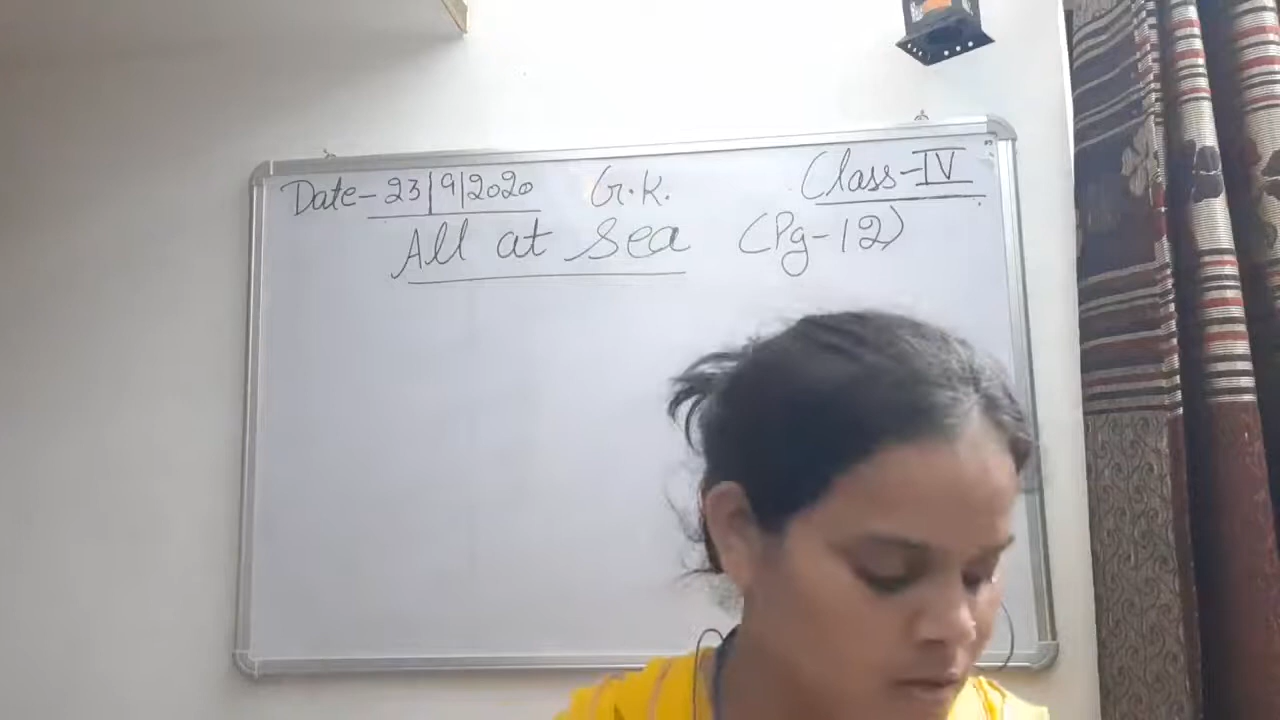 Date-23|9|2020 G.K. Class-IV
All at Sea (Pg-12)